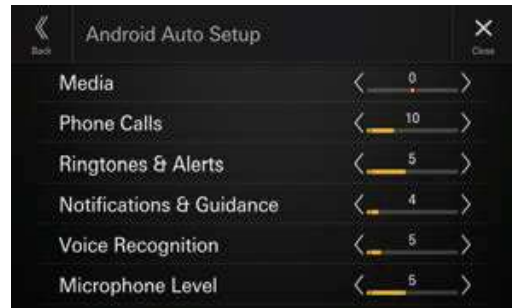 Android Auto Setup
Back
Close
Media
0
Phone Calls
10
Ringtones & Alerts
5
Notifications & Guidance
4
Voice Recognition
5
Microphone Level
5